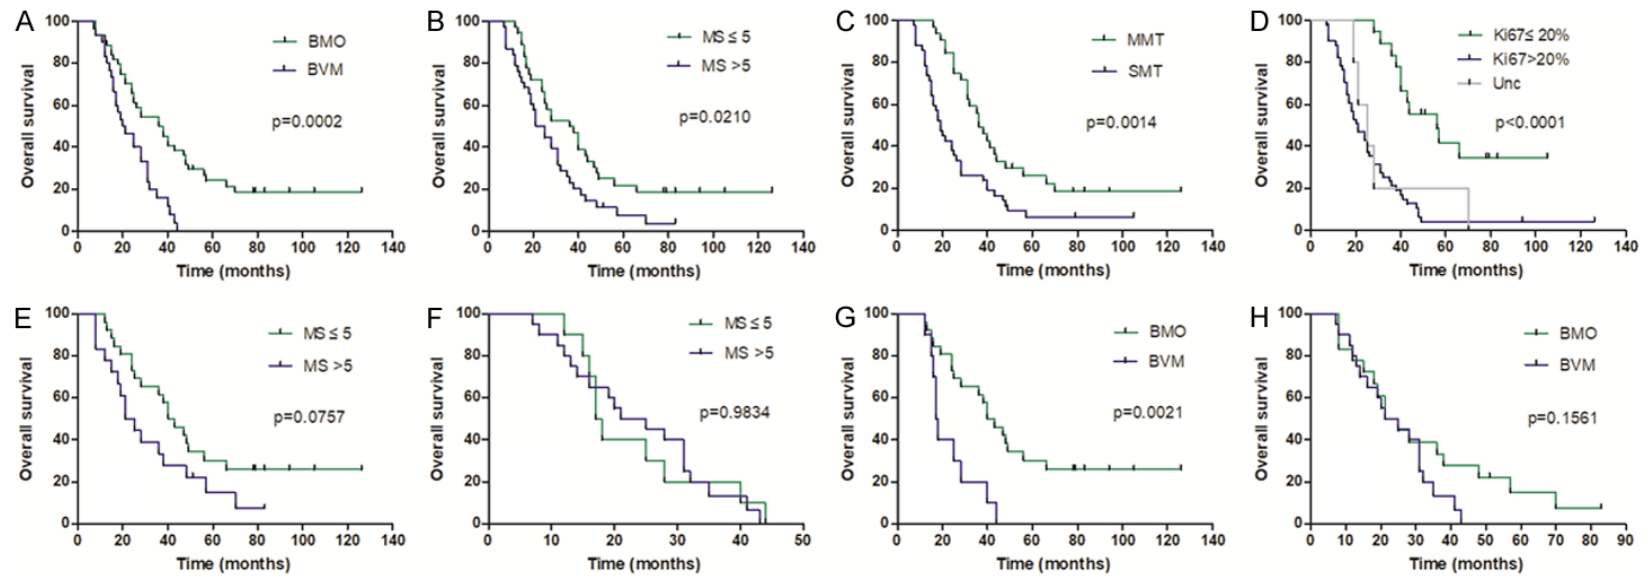 A
Overall survival
100
80
60
40
20
0
0 20 40 60 80 100 120 140
Time (months)
BMO
BVM
p=0.0002
B
Overall survival
100
80
60
40
20
0
0 20 40 60 80 100 120 140
Time (months)
MS ≤ 5
MS >5
p=0.0210
C
Overall survival
100
80
60
40
20
0
0 20 40 60 80 100 120 140
Time (months)
MMT
SMT
p=0.0014
D
Overall survival
100
80
60
40
20
0
0 20 40 60 80 100 120 140
Time (months)
Ki67≤ 20%
Ki67>20%
Unc
p<0.0001
E
Overall survival
100
80
60
40
20
0
0 20 40 60 80 100 120 140
Time (months)
MS ≤ 5
MS >5
p=0.0757
F
Overall survival
100
80
60
40
20
0
0 10 20 30 40 50
Time (months)
MS ≤ 5
MS >5
p=0.9834
G
Overall survival
100
80
60
40
20
0
0 20 40 60 80 100 120 140
Time (months)
BMO
BVM
p=0.0021
H
Overall survival
100
80
60
40
20
0
0 10 20 30 40 50 60 70 80 90
Time (months)
BMO
BVM
p=0.1561